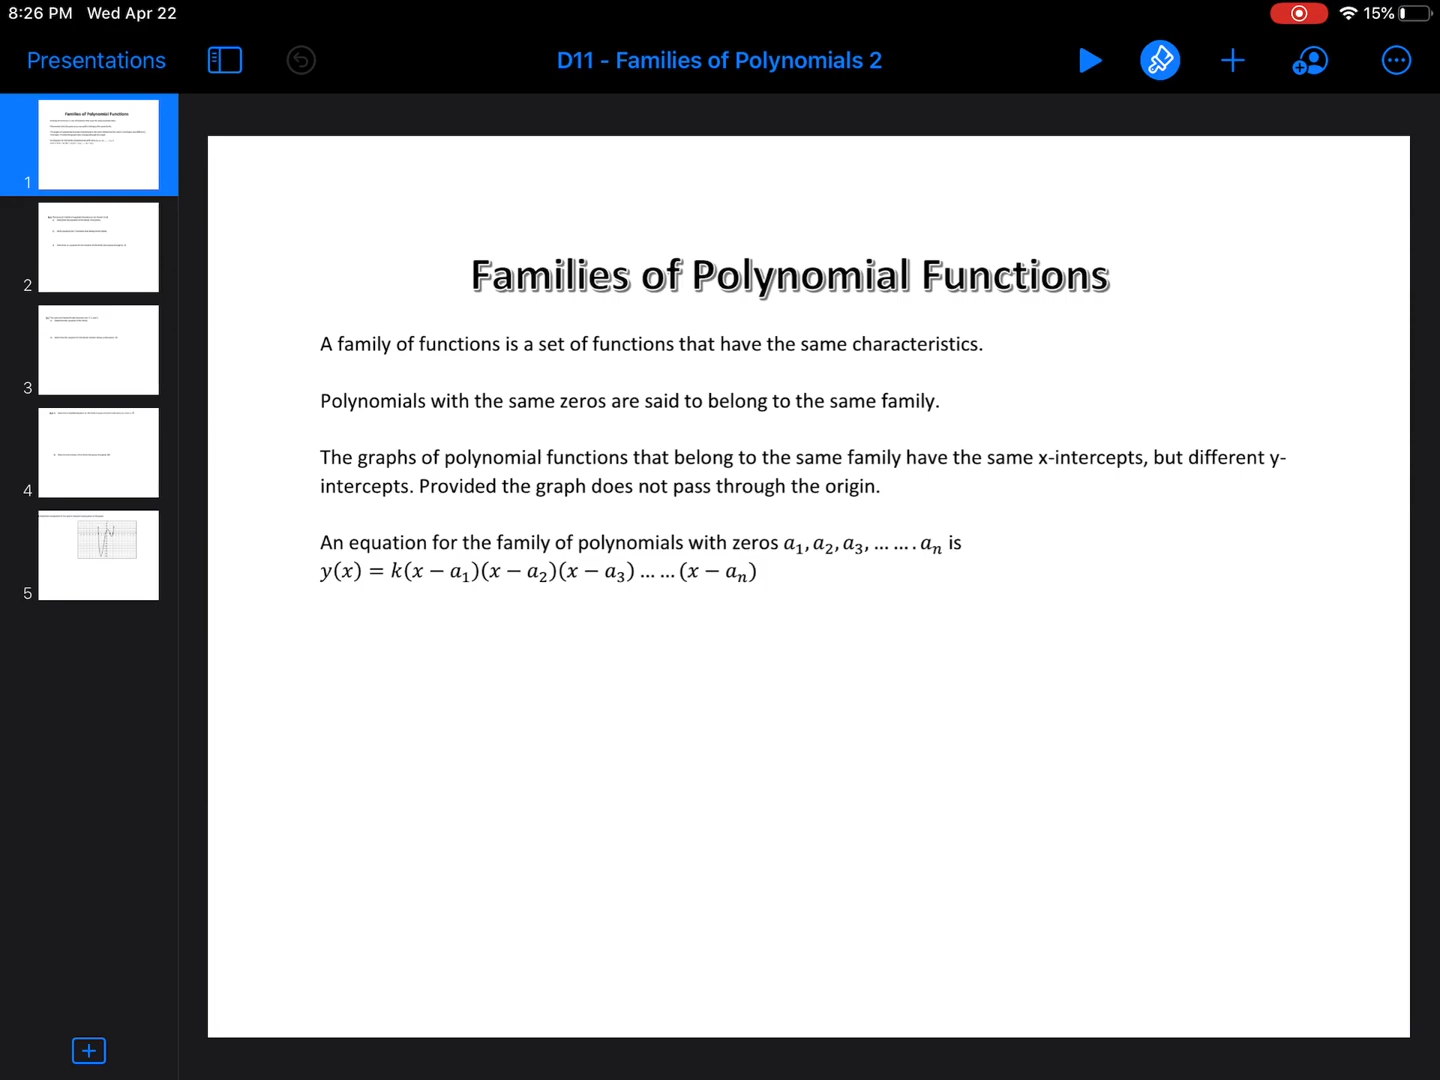 8:26 PM Wed Apr 22
15%
Presentations
D11 - Families of Polynomials 2
Families of Polynomial Functions
1
2
3
4
5
Families of Polynomial Functions
A family of functions is a set of functions that have the same characteristics.
Polynomials with the same zeros are said to belong to the same family.
The graphs of polynomial functions that belong to the same family have the same x-intercepts, but different y-
intercepts. Provided the graph does not pass through the origin.
An equation for the family of polynomials with zeros a₁, a₂, a₃, … … . aₙ is
y(x) = k(x − a₁)(x − a₂)(x − a₃) … … (x − aₙ)